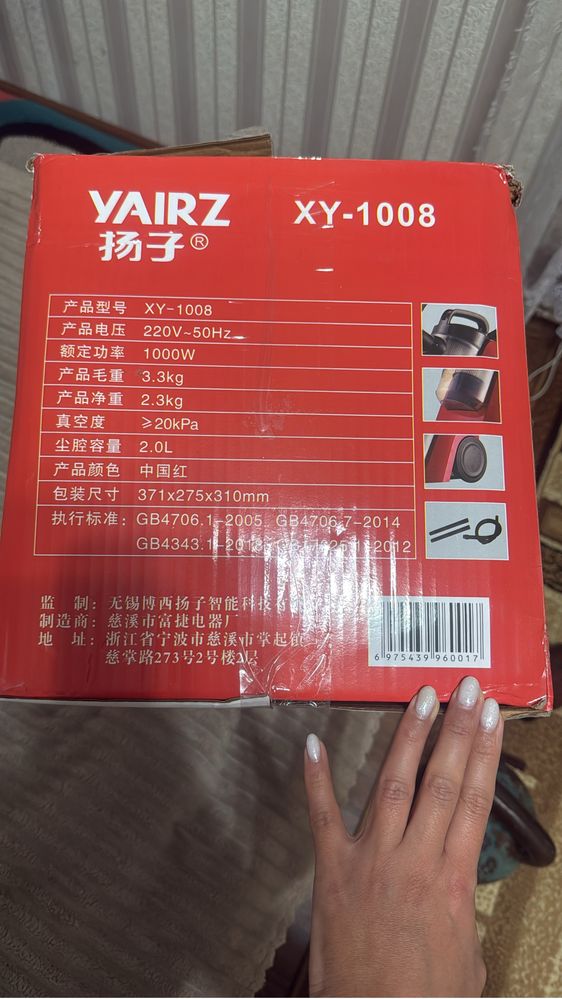 YAIRZ XY-1008
扬子®
产品型号 XY-1008
产品电压 220V~50Hz
额定功率 1000W
产品毛重 3.3kg
产品净重 2.3kg
真空度 ≥20kPa
尘腔容量 2.0L
产品颜色 中国红
包装尺寸 371x275x310mm
执行标准: GB4706.1-2005 GB4706.7-2014
GB4343.1-2012
监 制: 无锡博西扬子智能科技
制造商: 慈溪市富捷电器厂
地 址: 浙江省宁波市慈溪市掌起镇
慈掌路273号2号楼2层
6 975439 960017